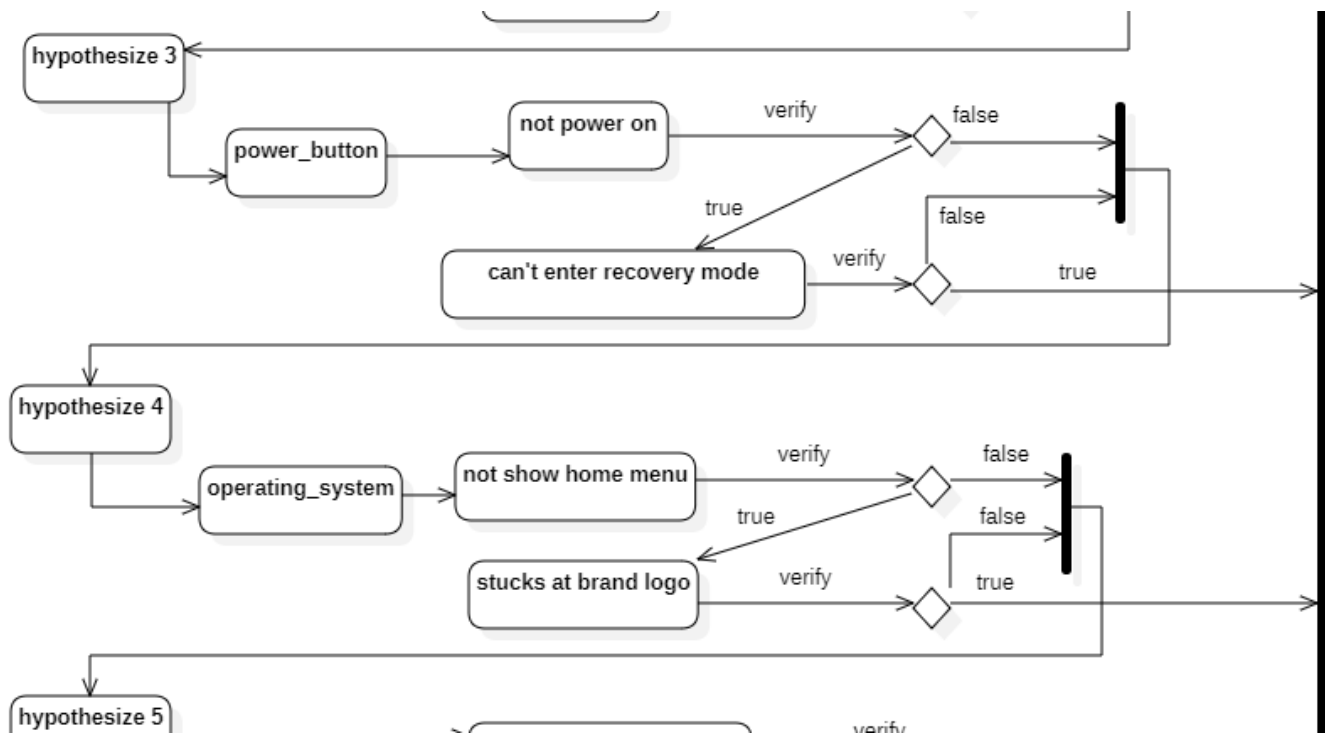 hypothesize 3
power_button
not power on
verify
false
true
false
can't enter recovery mode
verify
true
hypothesize 4
operating_system
not show home menu
verify
false
true
false
stucks at brand logo
verify
true
hypothesize 5
verify